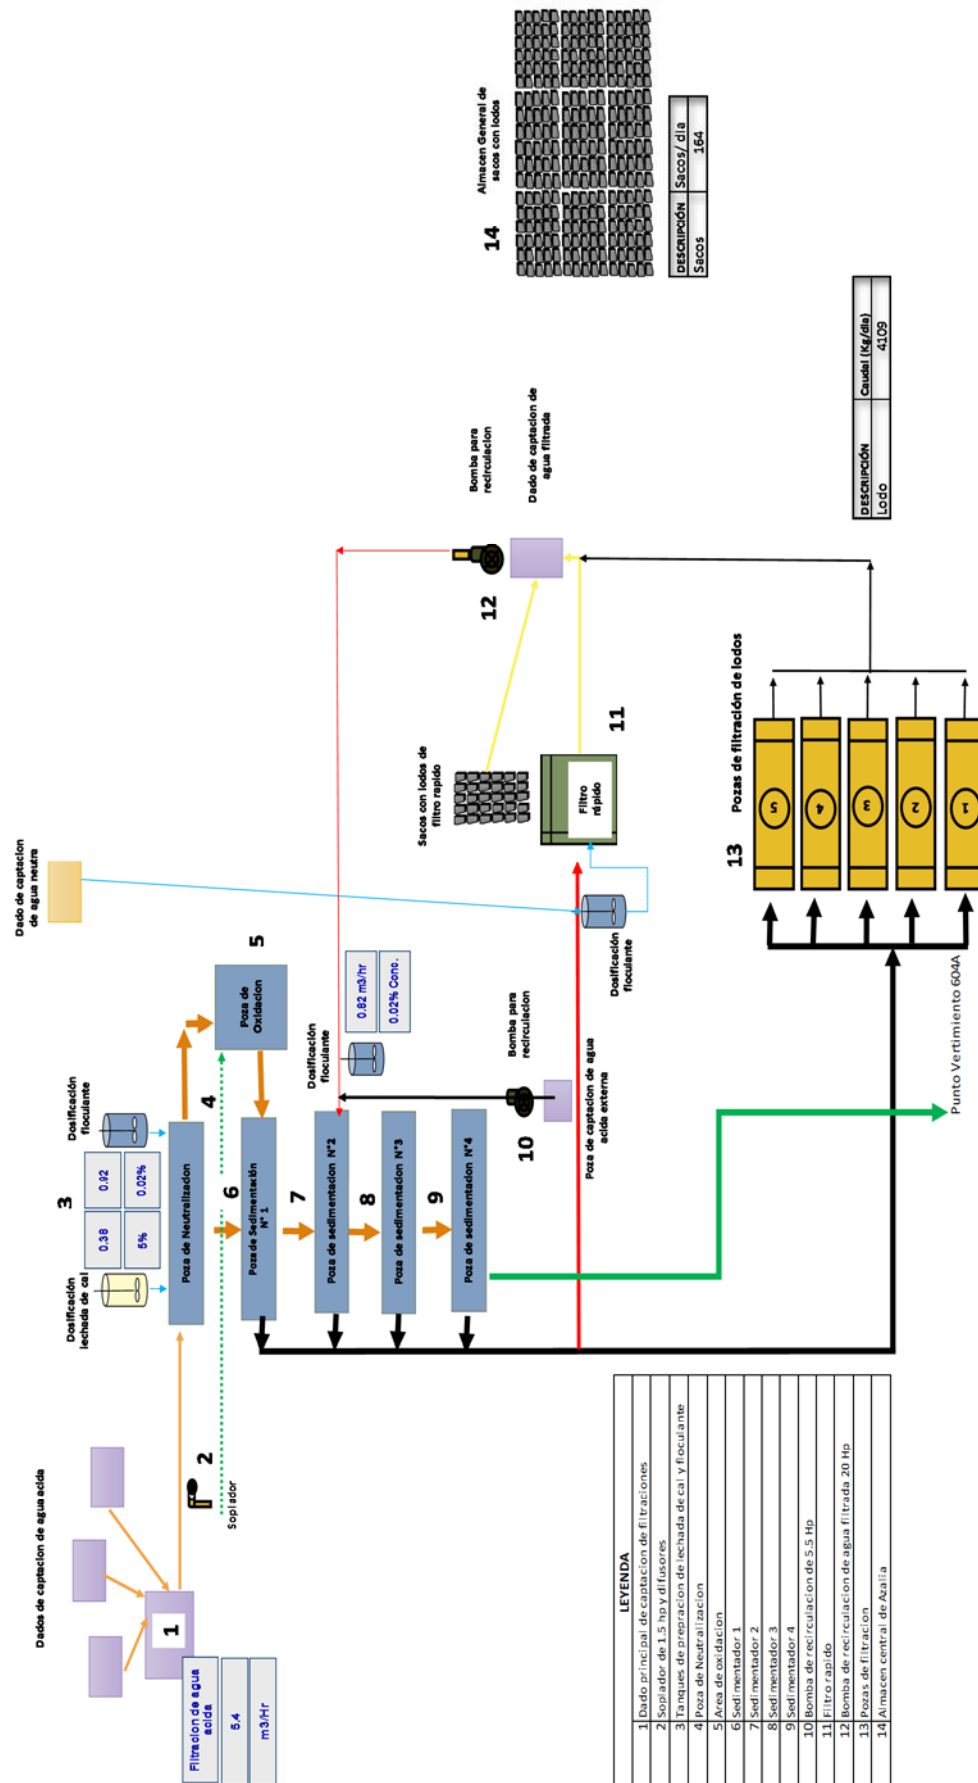 Dados de captacion de agua acida
1
Filtracion de agua
acida
5.4
m3/Hr
2
Soplador
Dosificación
lechada de cal
3
0.38
0.92
5%
0.02%
Dosificación
floculante
Poza de Neutralizacion
4
Poza de
Oxidacion
5
6
Poza de Sedimentación
N° 1
7
Poza de sedimentacion N°2
8
Poza de sedimentacion N°3
9
Poza de sedimentacion N°4
Dosificación
floculante
0.82 m3/hr
0.02% Conc.
Dado de captacion
de agua neutra
10
Bomba para
recirculacion
Poza de captacion de agua
acida externa
Dosificación
floculante
Sacos con lodos de
filtro rapido
Filtro
rápido
11
12
Bomba para
recirculacion
Dado de captacion de
agua filtrada
13
Pozas de filtración de lodos
5
4
3
2
1
Punto Vertimiento 604A
14
Almacen General de
sacos con lodos
DESCRIPCIÓN Sacos/ dia
Sacos 164
DESCRIPCIÓN Caudal (Kg/dia)
Lodo 4109
LEYENDA
1 Dado principal de captacion de filtraciones
2 Soplador de 1.5 hp y difusores
3 Tanques de prepracion de lechada de cal y floculante
4 Poza de Neutralizacion
5 Area de oxidacion
6 Sedimentador 1
7 Sedimentador 2
8 Sedimentador 3
9 Sedimentador 4
10 Bomba de recirculacion de 5.5 Hp
11 Filtro rapido
12 Bomba de recirculacion de agua filtrada 20 Hp
13 Pozas de filtracion
14 Almacen central de Azalia